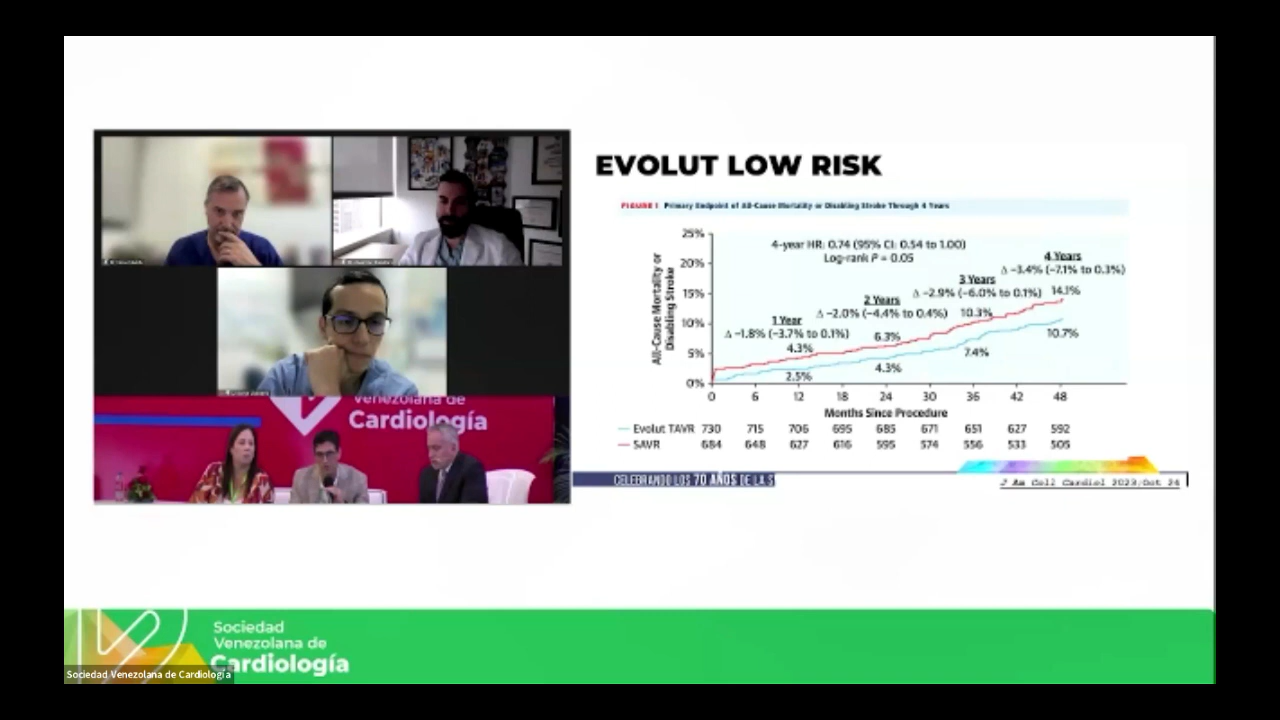 EVOLUT LOW RISK
FIGURE 1 Primary Endpoint of All-Cause Mortality or Disabling Stroke Through 4 Years
All-Cause Mortality or
Disabling Stroke
25%
20%
15%
10%
5%
0%
4-year HR: 0.74 (95% CI: 0.54 to 1.00)
Log-rank P = 0.05
4 Years
Δ −3.4% (−7.1% to 0.3%)
3 Years
Δ −2.9% (−6.0% to 0.1%)
14.1%
2 Years
Δ −2.0% (−4.4% to 0.4%)
10.3%
1 Year
Δ −1.8% (−3.7% to 0.1%)
4.3%
6.3%
10.7%
2.5%
4.3%
7.4%
0 6 12 18 24 30 36 42 48
Months Since Procedure
Evolut TAVR 730 715 706 695 685 671 651 627 592
SAVR 684 648 627 616 595 574 556 533 505
CELEBRANDO LOS 70 AÑOS DE LA S
J Am Coll Cardiol 2023;Oct 24
Venezolana de
Cardiología
Sociedad
Venezolana de
Cardiología
Sociedad Venezolana de Cardiología